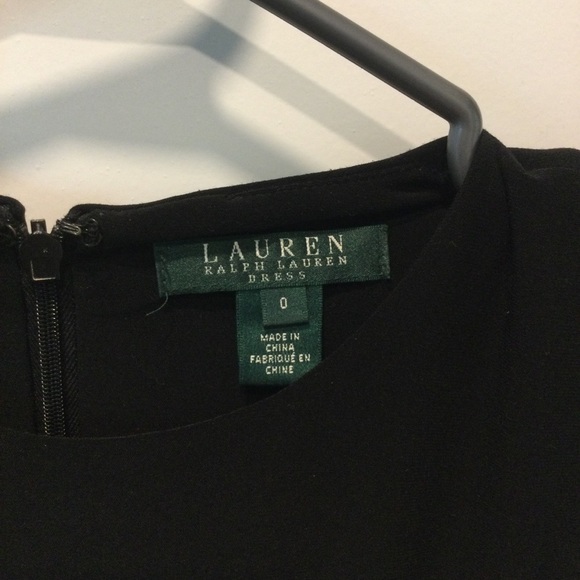 LAUREN
RALPH LAUREN
DRESS
0
MADE IN
CHINA
FABRIQUÉ EN
CHINE